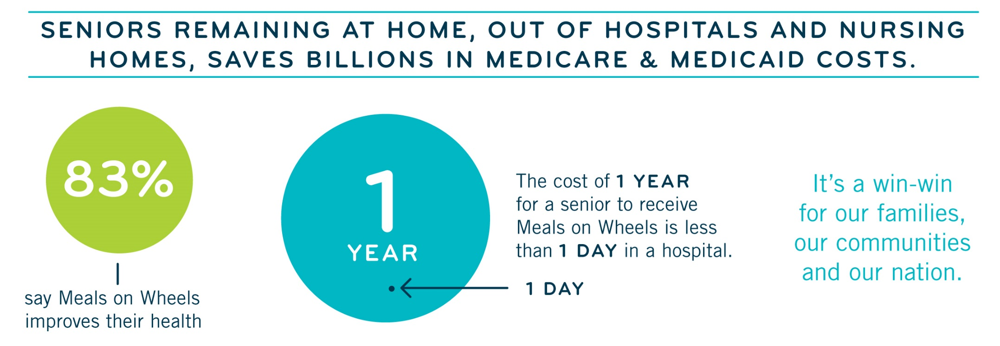 SENIORS REMAINING AT HOME, OUT OF HOSPITALS AND NURSING
HOMES, SAVES BILLIONS IN MEDICARE & MEDICAID COSTS.
83%
say Meals on Wheels
improves their health
1
YEAR
The cost of 1 YEAR
for a senior to receive
Meals on Wheels is less
than 1 DAY in a hospital.
1 DAY
It's a win-win
for our families,
our communities
and our nation.